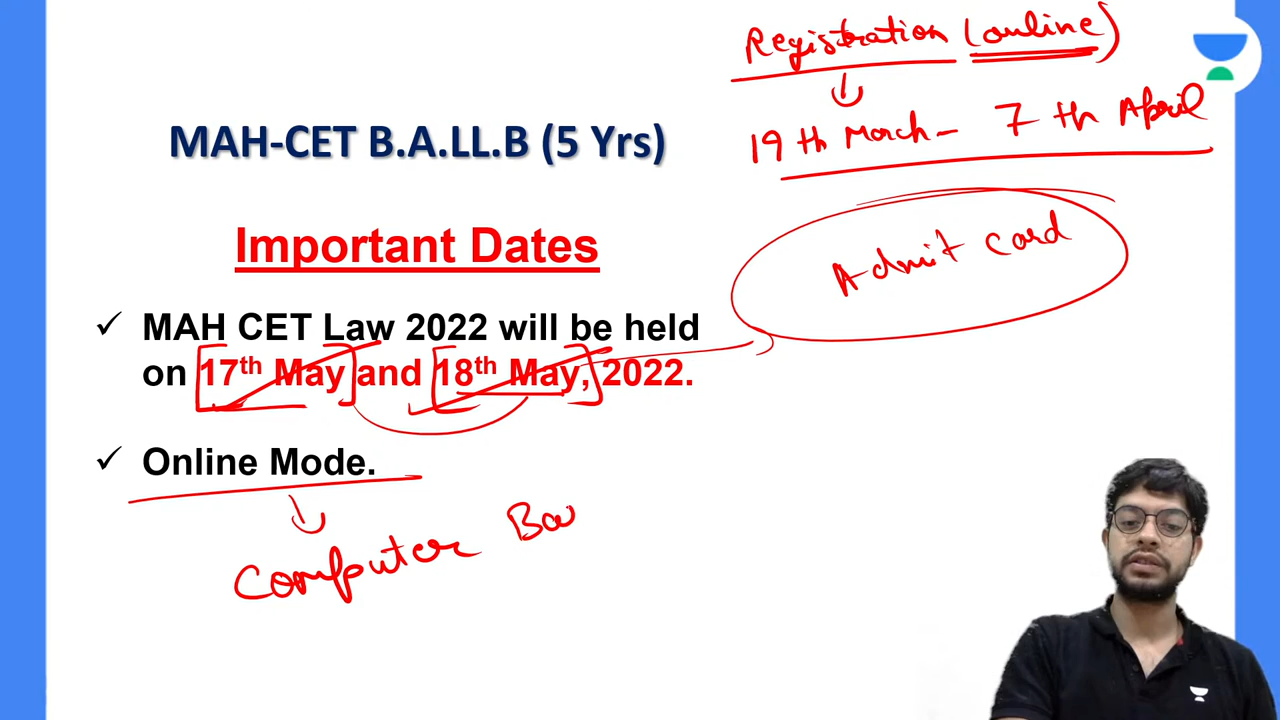 Registration (online)
19 th March - 7 th April
MAH-CET B.A.LL.B (5 Yrs)
Important Dates
Admit card
✓ MAH CET Law 2022 will be held
on 17th May and 18th May, 2022.
✓ Online Mode.
Computer